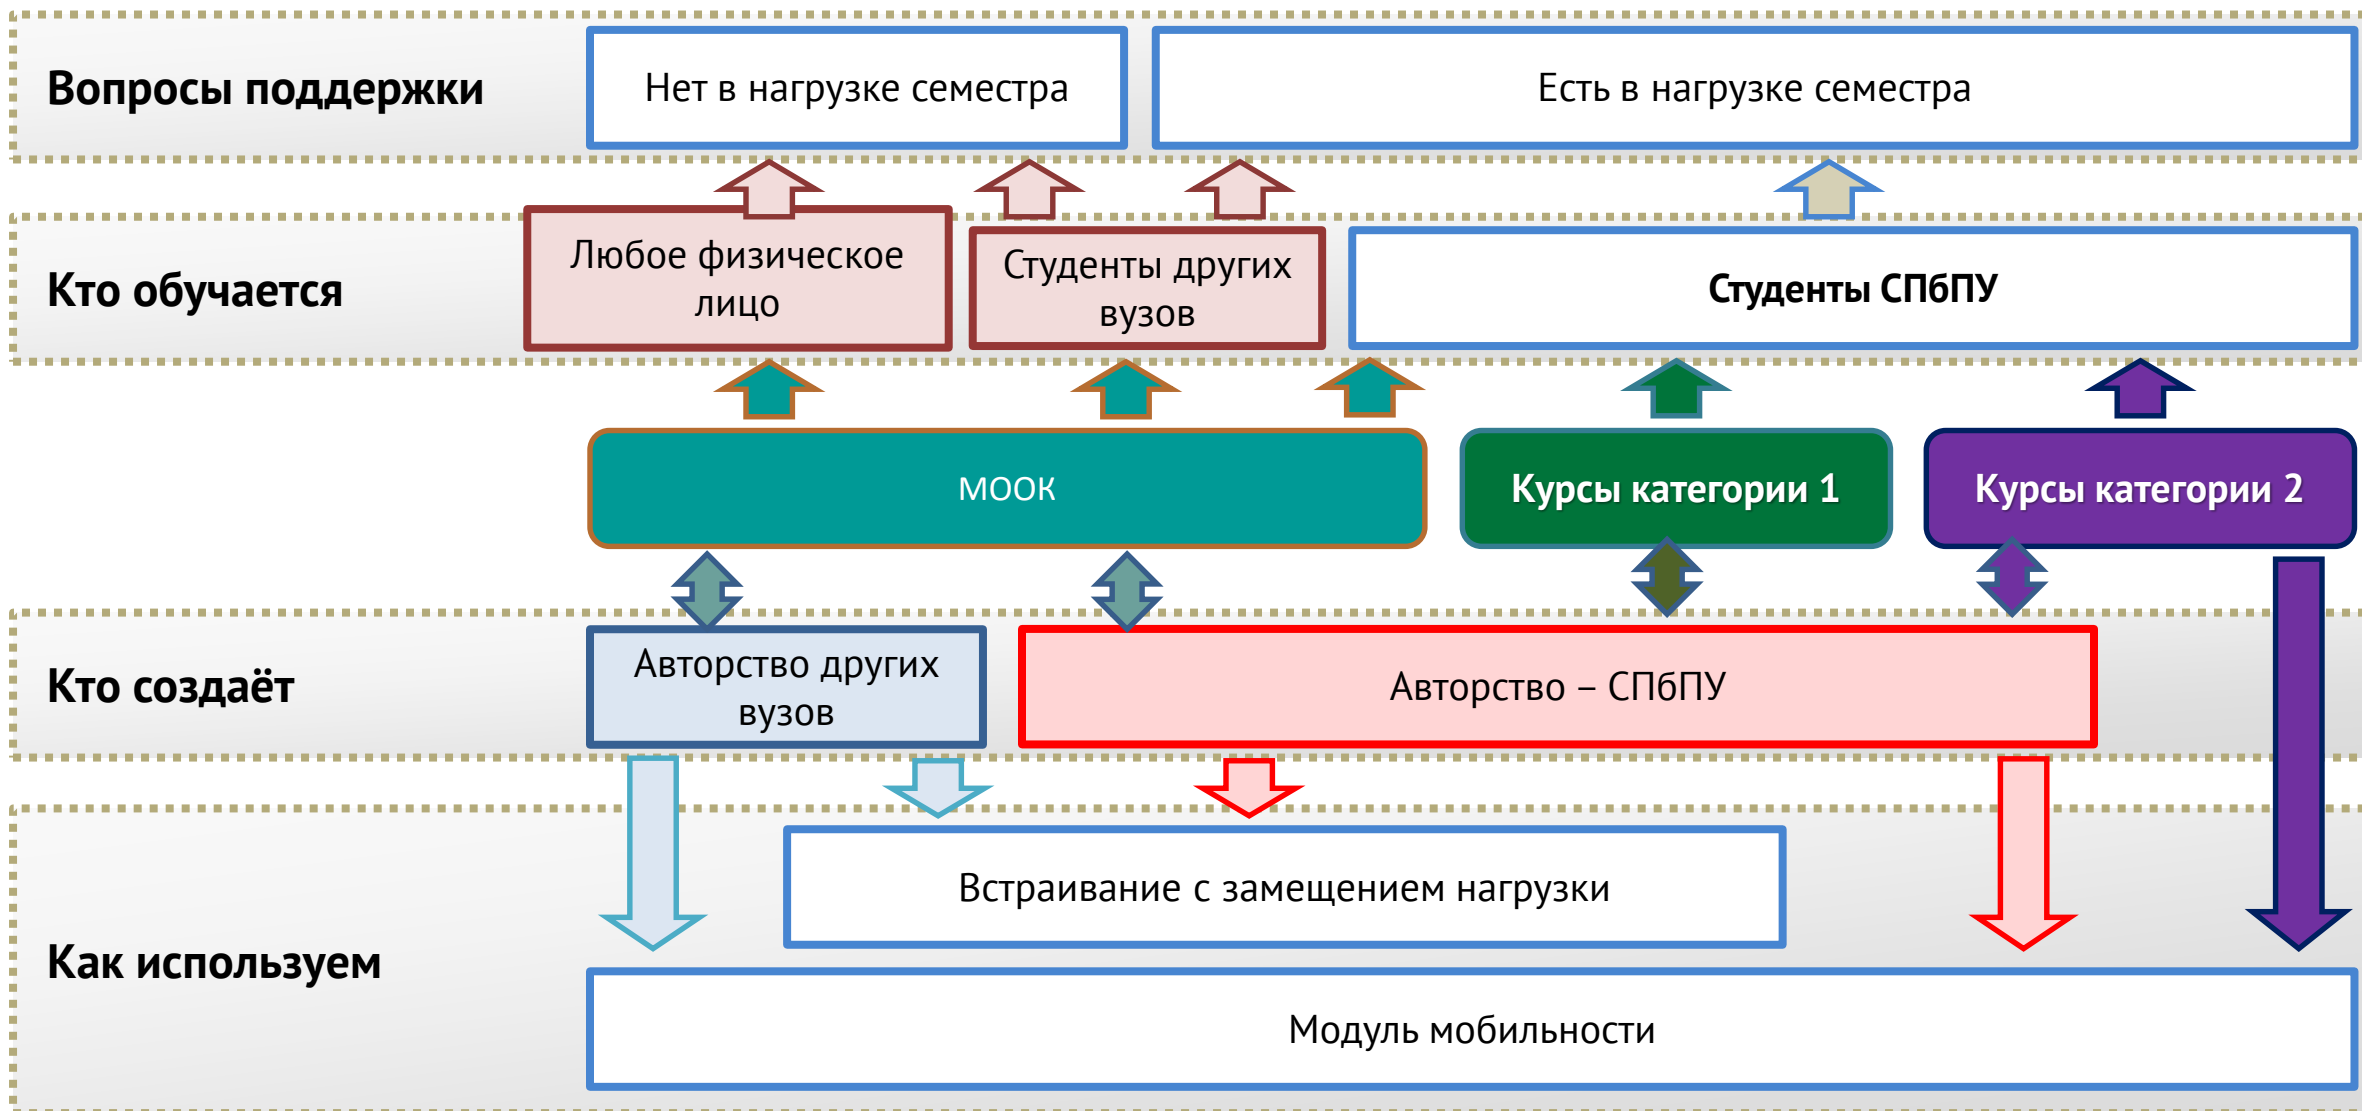 Вопросы поддержки
Нет в нагрузке семестра
Есть в нагрузке семестра
Кто обучается
Любое физическое
лицо
Студенты других
вузов
Студенты СПбПУ
МООК
Курсы категории 1
Курсы категории 2
Кто создаёт
Авторство других
вузов
Авторство – СПбПУ
Как используем
Встраивание с замещением нагрузки
Модуль мобильности